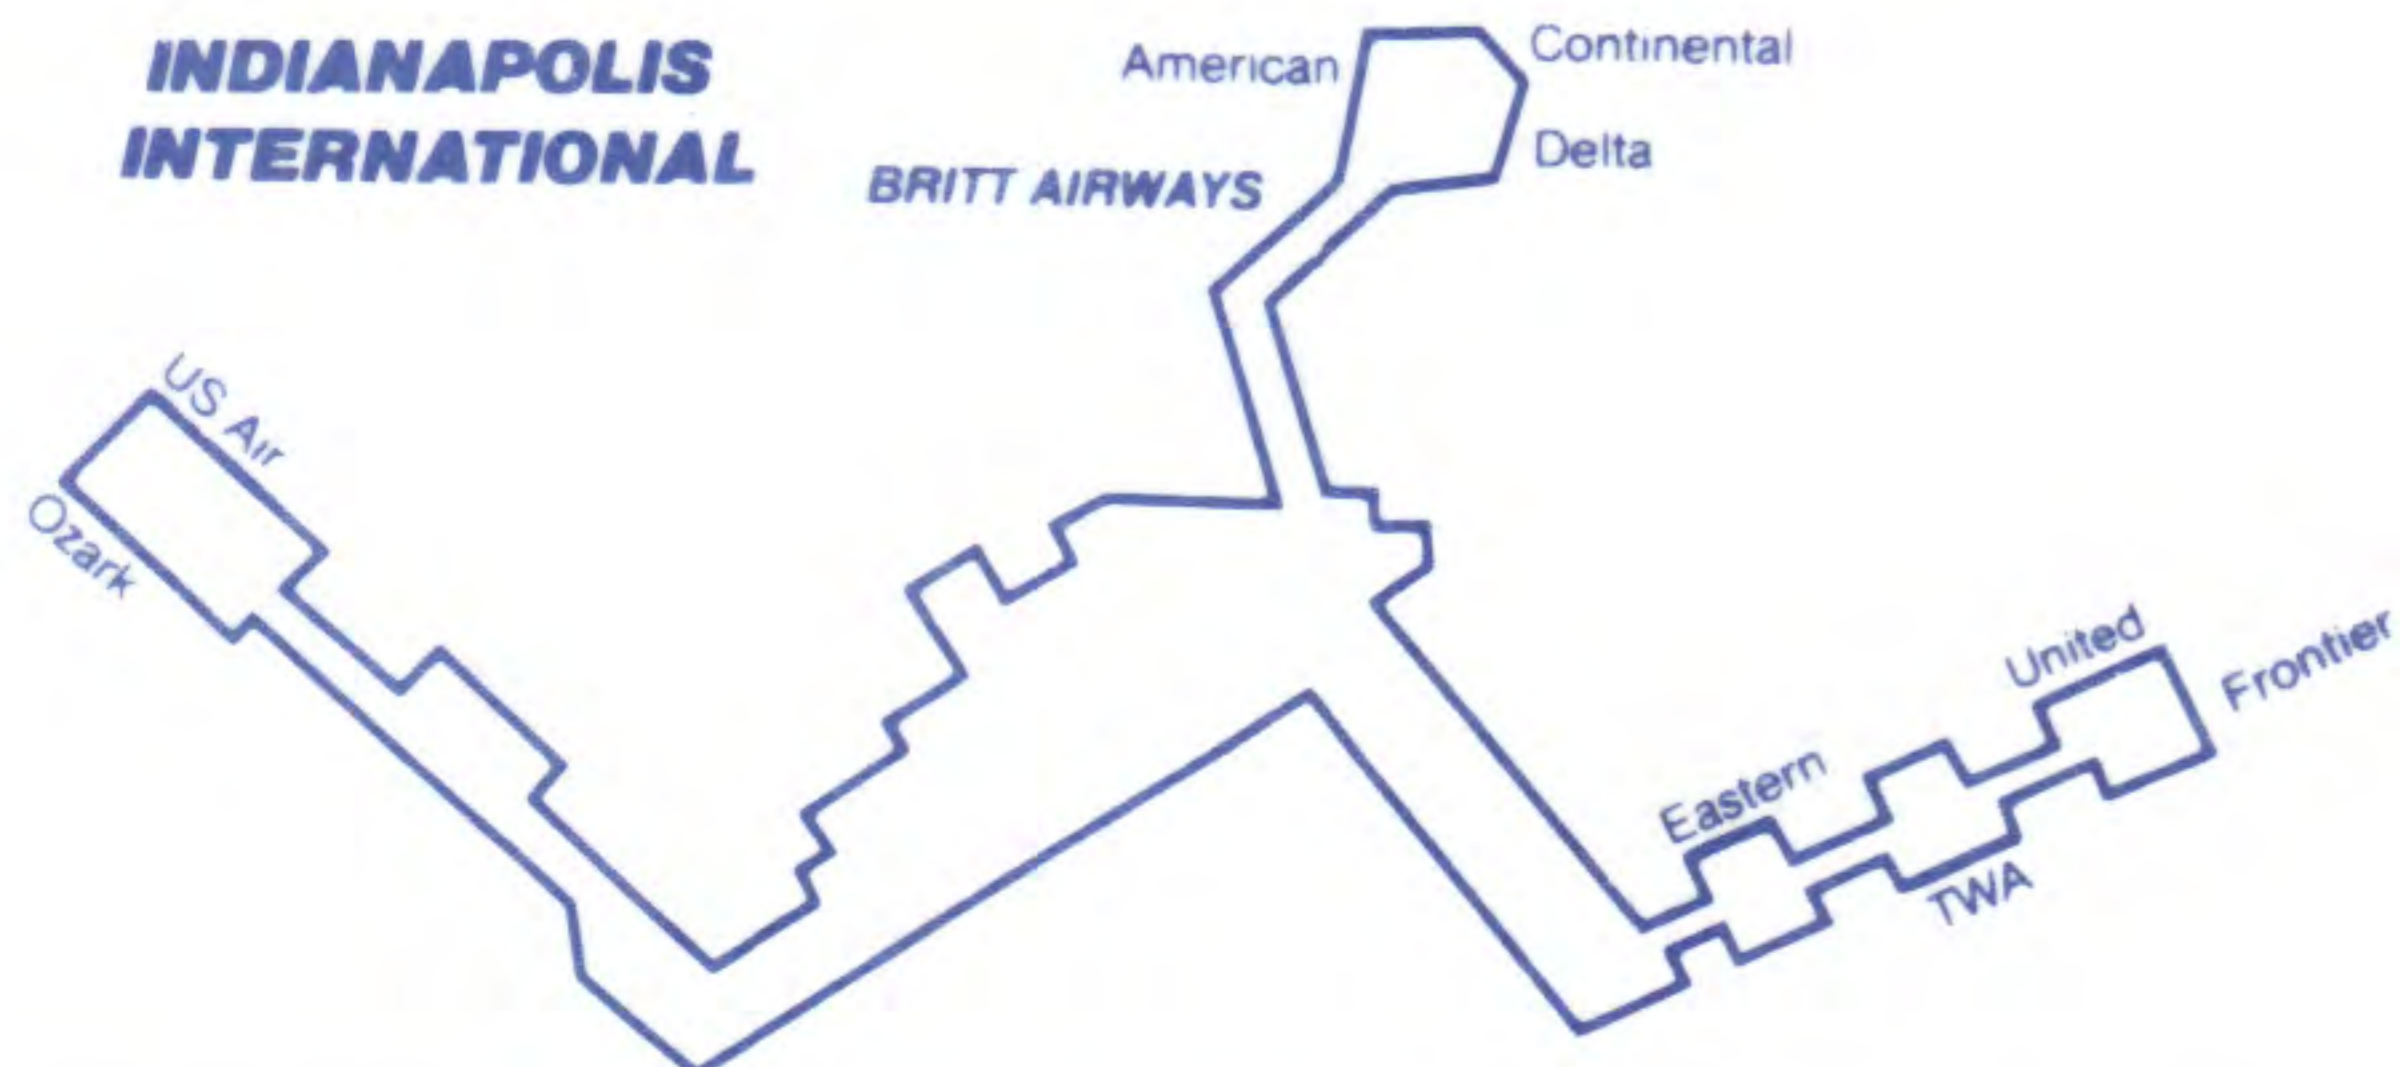 INDIANAPOLIS
INTERNATIONAL
American
Continental
Delta
BRITT AIRWAYS
US Air
Ozark
United
Frontier
Eastern
TWA